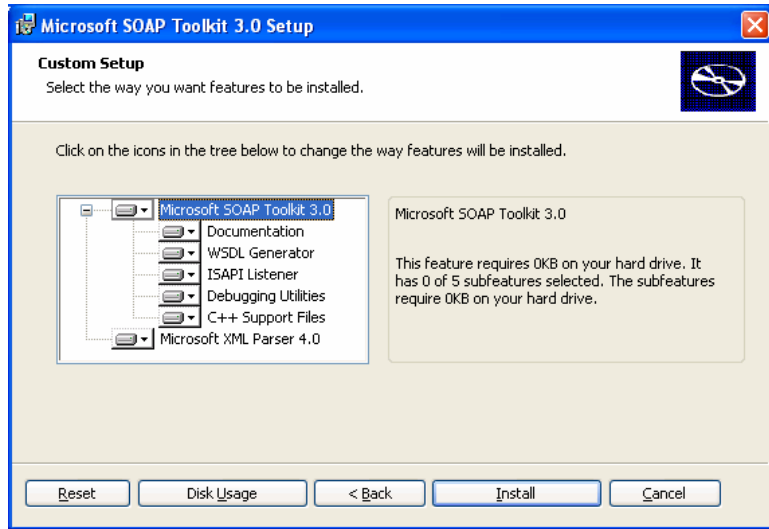 Microsoft SOAP Toolkit 3.0 Setup
Custom Setup
Select the way you want features to be installed.
Click on the icons in the tree below to change the way features will be installed.
Microsoft SOAP Toolkit 3.0
Documentation
WSDL Generator
ISAPI Listener
Debugging Utilities
C++ Support Files
Microsoft XML Parser 4.0
Microsoft SOAP Toolkit 3.0
This feature requires 0KB on your hard drive. It
has 0 of 5 subfeatures selected. The subfeatures
require 0KB on your hard drive.
Reset
Disk Usage
< Back
Install
Cancel